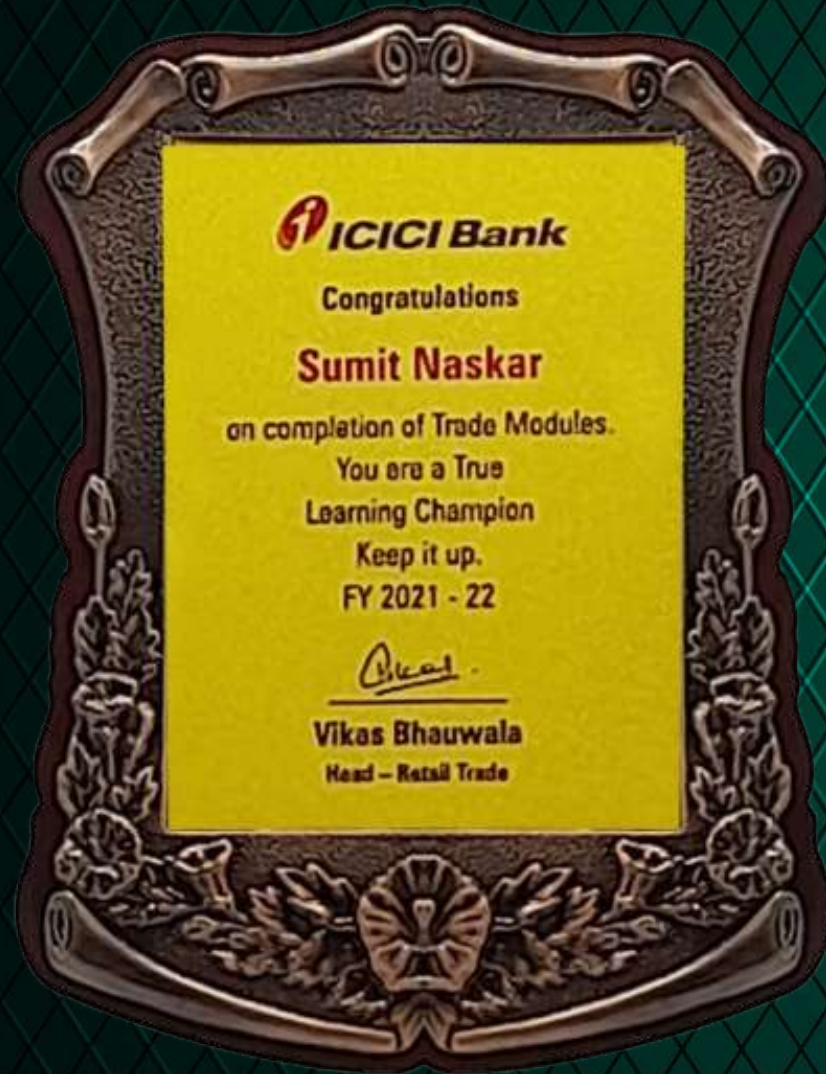 ICICI Bank
Congratulations
Sumit Naskar
on completion of Trade Modules.
You are a True
Learning Champion
Keep it up.
FY 2021 - 22
Vikas Bhauwala
Head – Retail Trade